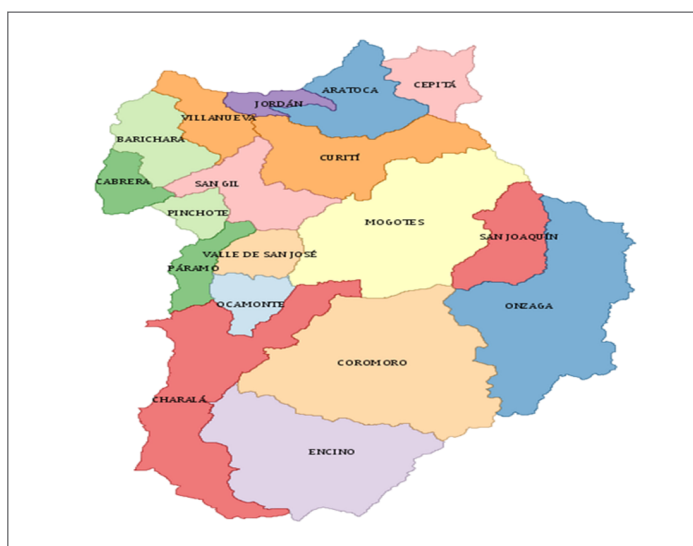 ARATOCA
CEPITÁ
JORDÁN
VILLANUEVA
BARICHARA
CURITÍ
CABRERA
SAN GIL
PINCHOTE
MOGOTES
SAN JOAQUÍN
VALLE DE SAN JOSÉ
PÁRAMO
OCAMONTE
ONZAGA
COROMORO
CHARALÁ
ENCINO